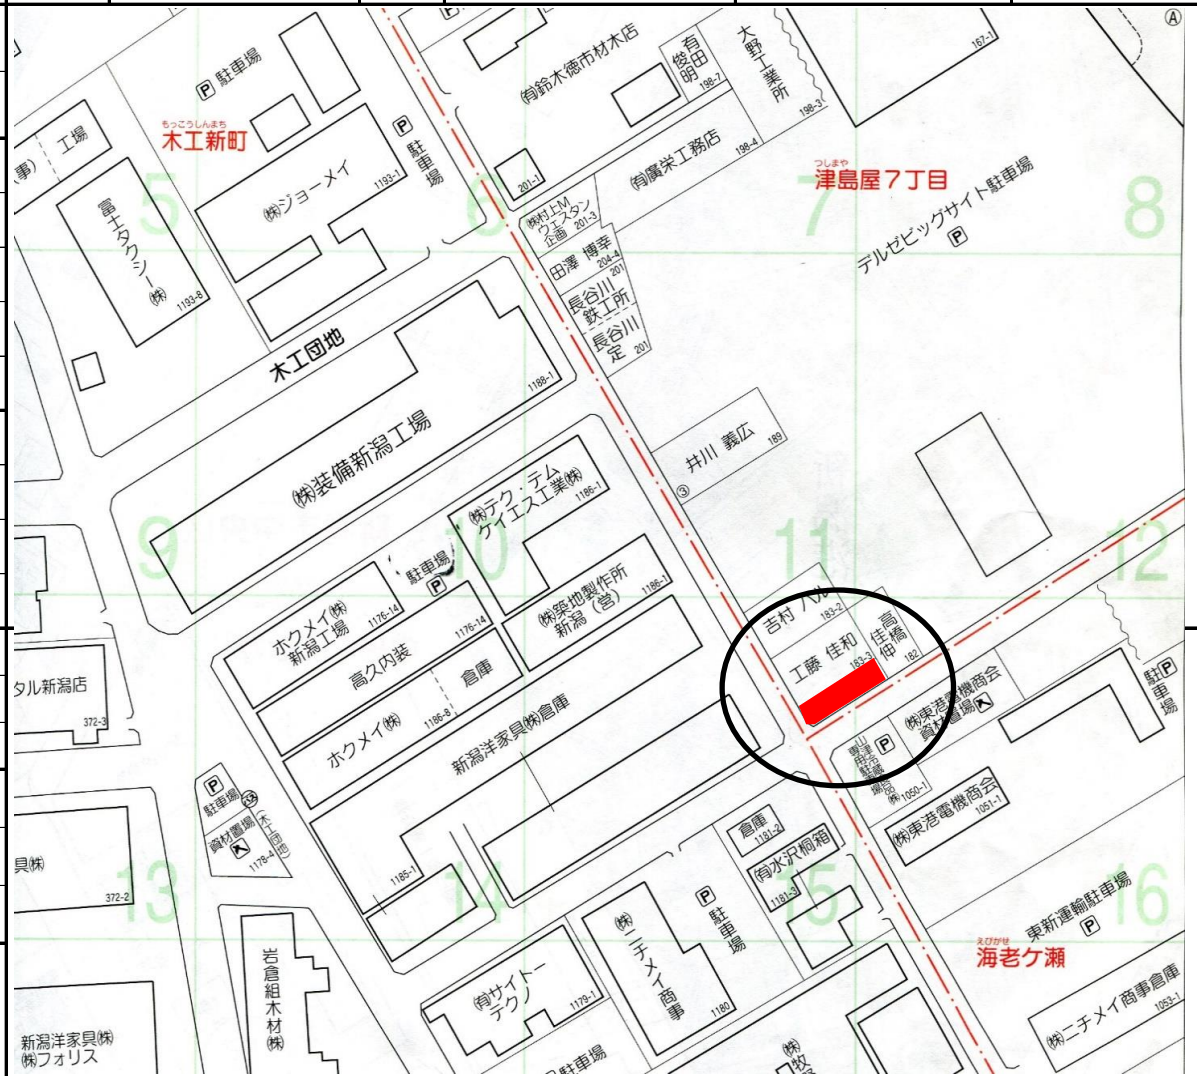 Ⓐ
Ⓟ 駐車場
もっこうしんまち
木工新町
工場
(事)
富士タクシー㈱
1193-8
㈱ジョーメイ
1193-1
Ⓟ 駐車場
㈲鈴木徳市材木店
有田俊明
198-7
大野工業所
198-3
167-1
201-1
㈲廣栄工務店
198-4
つしまや
津島屋7丁目
デルゼビッグサイト駐車場
Ⓟ
㈱村上M
ウエスタン
企画 201-3
田澤 博幸
204-4
長谷川
鉄工所
201
長谷川
定
201
5
6
7
8
木工団地
㈱装備新潟工場
1188-1
井川 義広
189
③
9
10
11
12
㈱テク・テム
ケイエス工業㈱
1186-1
駐車場
Ⓟ
ホクメイ㈱
新潟工場
1176-14
高久内装
1176-14
㈱築地製作所
新潟(営)
1186-1
倉庫
ホクメイ㈱
1186-8
新潟洋家具㈱倉庫
1185-1
吉村 ハル
183-2
工藤 佳和
183-3
高橋
佳伸
182
㈱東港電機商会
資材置場
駐車場
Ⓟ
Ⓟ
1050-1
㈱東港電機商会
1051-1
タル新潟店
372-3
Ⓟ
駐車場
資材置場
木工団地
1178-4
具㈱
372-2
13
14
15
16
倉庫
1181-2
㈲水沢桐箱
1181-3
Ⓟ 駐車場
㈱ニチメイ商事
1180
㈲サイトー
テクノ
1179-1
岩倉組木材㈱
新潟洋家具㈱
㈱フォリス
駐車場
東新運輸駐車場
Ⓟ
えびがせ
海老ケ瀬
㈱ニチメイ商事倉庫
1053-1